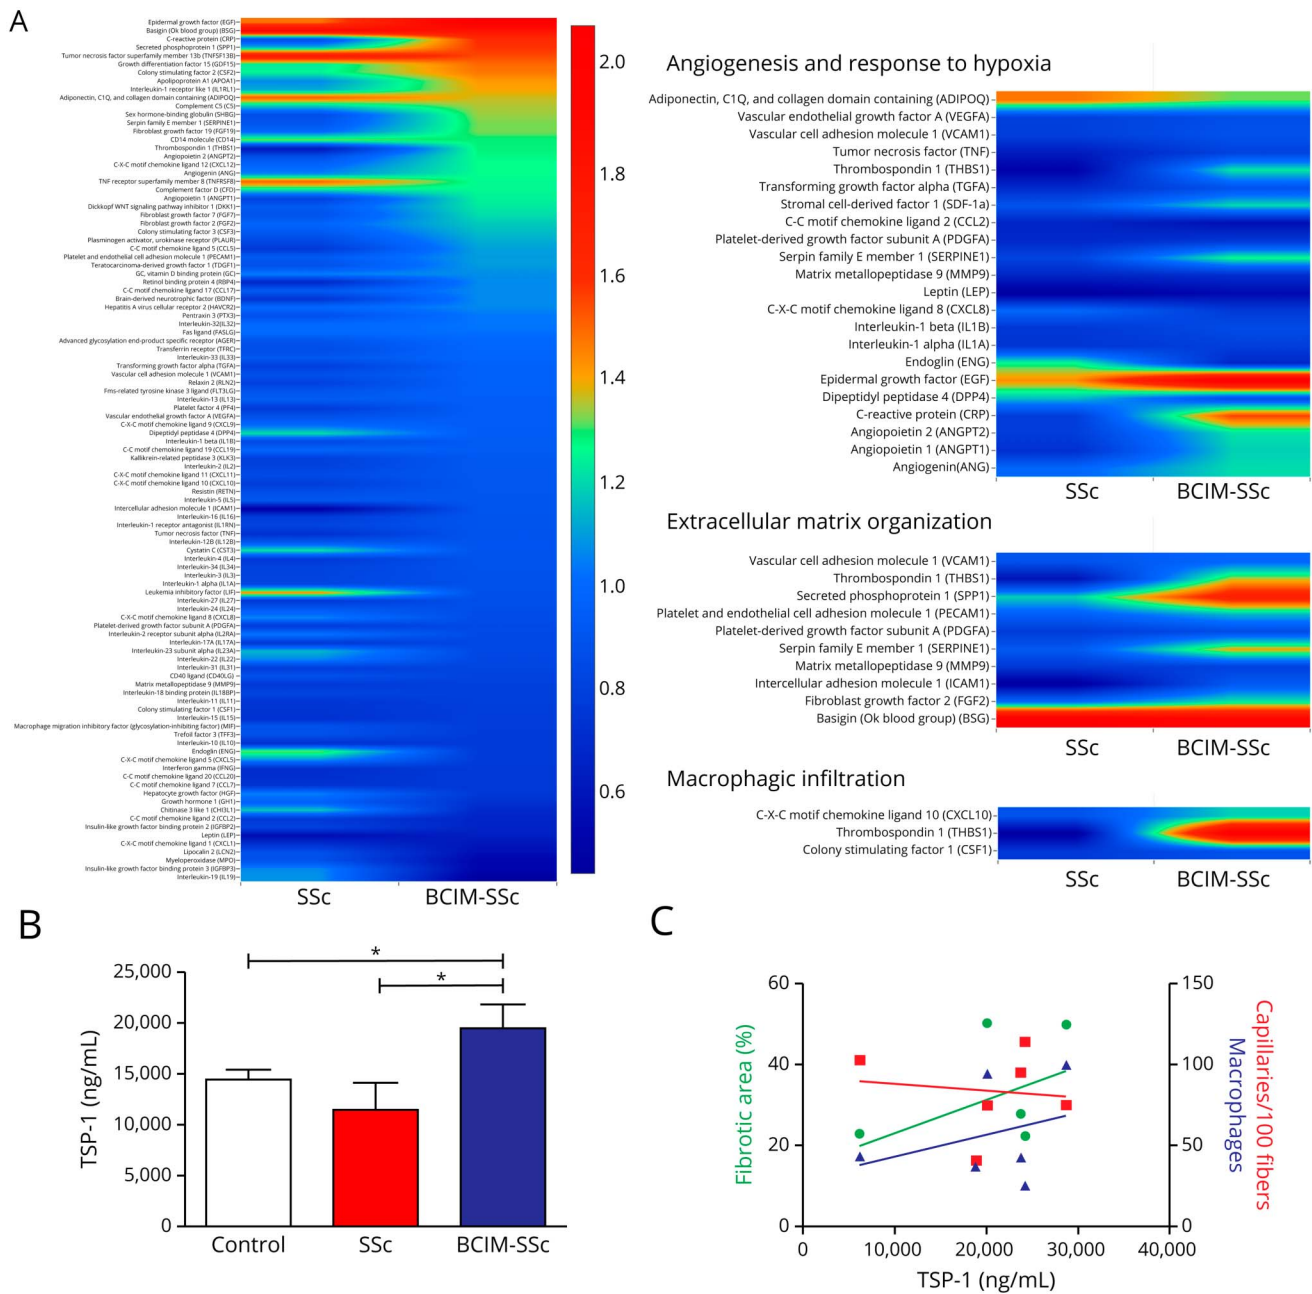 A
Epidermal growth factor (EGF)
Basigin (Ok blood group) (BSG)
C-reactive protein (CRP)
Secreted phosphoprotein 1 (SPP1)
Tumor necrosis factor superfamily member 13b (TNFSF13B)
Growth differentiation factor 15 (GDF15)
Colony stimulating factor 2 (CSF2)
Apolipoprotein A1 (APOA1)
Interleukin-1 receptor like 1 (IL1RL1)
Adiponectin, C1Q, and collagen domain containing (ADIPOQ)
Complement C5 (C5)
Sex hormone-binding globulin (SHBG)
Serpin family E member 1 (SERPINE1)
Fibroblast growth factor 19 (FGF19)
CD14 molecule (CD14)
Thrombospondin 1 (THBS1)
Angiopoietin 2 (ANGPT2)
C-X-C motif chemokine ligand 12 (CXCL12)
Angiogenin (ANG)
TNF receptor superfamily member 8 (TNFRSF8)
Complement factor D (CFD)
Angiopoietin 1 (ANGPT1)
Dickkopf WNT signaling pathway inhibitor 1 (DKK1)
Fibroblast growth factor 7 (FGF7)
Fibroblast growth factor 2 (FGF2)
Colony stimulating factor 3 (CSF3)
Plasminogen activator, urokinase receptor (PLAUR)
C-C motif chemokine ligand 5 (CCL5)
Platelet and endothelial cell adhesion molecule 1 (PECAM1)
Teratocarcinoma-derived growth factor 1 (TDGF1)
GC, vitamin D binding protein (GC)
Retinol binding protein 4 (RBP4)
C-C motif chemokine ligand 17 (CCL17)
Brain-derived neurotrophic factor (BDNF)
Hepatitis A virus cellular receptor 2 (HAVCR2)
Pentraxin 3 (PTX3)
Interleukin-32(IL32)
Fas ligand (FASLG)
Advanced glycosylation end-product specific receptor (AGER)
Transferrin receptor (TFRC)
Interleukin-33 (IL33)
Transforming growth factor alpha (TGFA)
Vascular cell adhesion molecule 1 (VCAM1)
Relaxin 2 (RLN2)
Fms-related tyrosine kinase 3 ligand (FLT3LG)
Interleukin-13 (IL13)
Platelet factor 4 (PF4)
Vascular endothelial growth factor A (VEGFA)
C-X-C motif chemokine ligand 9 (CXCL9)
Dipeptidyl peptidase 4 (DPP4)
Interleukin-1 beta (IL1B)
C-C motif chemokine ligand 19 (CCL19)
Kallikrein-related peptidase 3 (KLK3)
Interleukin-2 (IL2)
C-X-C motif chemokine ligand 11 (CXCL11)
C-X-C motif chemokine ligand 10 (CXCL10)
Resistin (RETN)
Interleukin-5 (IL5)
Intercellular adhesion molecule 1 (ICAM1)
Interleukin-16 (IL16)
Interleukin-1 receptor antagonist (IL1RN)
Tumor necrosis factor (TNF)
Interleukin-12B (IL12B)
Cystatin C (CST3)
Interleukin-4 (IL4)
Interleukin-34 (IL34)
Interleukin-3 (IL3)
Interleukin-1 alpha (IL1A)
Leukemia inhibitory factor (LIF)
Interleukin-27 (IL27)
Interleukin-24 (IL24)
C-X-C motif chemokine ligand 8 (CXCL8)
Platelet-derived growth factor subunit A (PDGFA)
Interleukin-2 receptor subunit alpha (IL2RA)
Interleukin-17A (IL17A)
Interleukin-23 subunit alpha (IL23A)
Interleukin-22 (IL22)
Interleukin-31 (IL31)
CD40 ligand (CD40LG)
Matrix metallopeptidase 9 (MMP9)
Interleukin-18 binding protein (IL18BP)
Interleukin-11 (IL11)
Colony stimulating factor 1 (CSF1)
Interleukin-15 (IL15)
Macrophage migration inhibitory factor (glycosylation-inhibiting factor) (MIF)
Trefoil factor 3 (TFF3)
Interleukin-10 (IL10)
Endoglin (ENG)
C-X-C motif chemokine ligand 5 (CXCL5)
Interferon gamma (IFNG)
C-C motif chemokine ligand 20 (CCL20)
C-C motif chemokine ligand 7 (CCL7)
Hepatocyte growth factor (HGF)
Growth hormone 1 (GH1)
Chitinase 3 like 1 (CHI3L1)
C-C motif chemokine ligand 2 (CCL2)
Insulin-like growth factor binding protein 2 (IGFBP2)
Leptin (LEP)
C-X-C motif chemokine ligand 1 (CXCL1)
Lipocalin 2 (LCN2)
Myeloperoxidase (MPO)
Insulin-like growth factor binding protein 3 (IGFBP3)
Interleukin-19 (IL19)
SSc BCIM-SSc
2.0
1.8
1.6
1.4
1.2
1.0
0.8
0.6
Angiogenesis and response to hypoxia
Adiponectin, C1Q, and collagen domain containing (ADIPOQ)
Vascular endothelial growth factor A (VEGFA)
Vascular cell adhesion molecule 1 (VCAM1)
Tumor necrosis factor (TNF)
Thrombospondin 1 (THBS1)
Transforming growth factor alpha (TGFA)
Stromal cell-derived factor 1 (SDF-1a)
C-C motif chemokine ligand 2 (CCL2)
Platelet-derived growth factor subunit A (PDGFA)
Serpin family E member 1 (SERPINE1)
Matrix metallopeptidase 9 (MMP9)
Leptin (LEP)
C-X-C motif chemokine ligand 8 (CXCL8)
Interleukin-1 beta (IL1B)
Interleukin-1 alpha (IL1A)
Endoglin (ENG)
Epidermal growth factor (EGF)
Dipeptidyl peptidase 4 (DPP4)
C-reactive protein (CRP)
Angiopoietin 2 (ANGPT2)
Angiopoietin 1 (ANGPT1)
Angiogenin(ANG)
SSc BCIM-SSc
Extracellular matrix organization
Vascular cell adhesion molecule 1 (VCAM1)
Thrombospondin 1 (THBS1)
Secreted phosphoprotein 1 (SPP1)
Platelet and endothelial cell adhesion molecule 1 (PECAM1)
Platelet-derived growth factor subunit A (PDGFA)
Serpin family E member 1 (SERPINE1)
Matrix metallopeptidase 9 (MMP9)
Intercellular adhesion molecule 1 (ICAM1)
Fibroblast growth factor 2 (FGF2)
Basigin (Ok blood group) (BSG)
SSc BCIM-SSc
Macrophagic infiltration
C-X-C motif chemokine ligand 10 (CXCL10)
Thrombospondin 1 (THBS1)
Colony stimulating factor 1 (CSF1)
SSc BCIM-SSc
B
TSP-1 (ng/mL)
25,000
20,000
15,000
10,000
5,000
0
*
*
Control SSc BCIM-SSc
C
Fibrotic area (%)
60
40
20
0
150
100
50
0
Capillaries/100 fibers
Macrophages
0 10,000 20,000 30,000 40,000
TSP-1 (ng/mL)